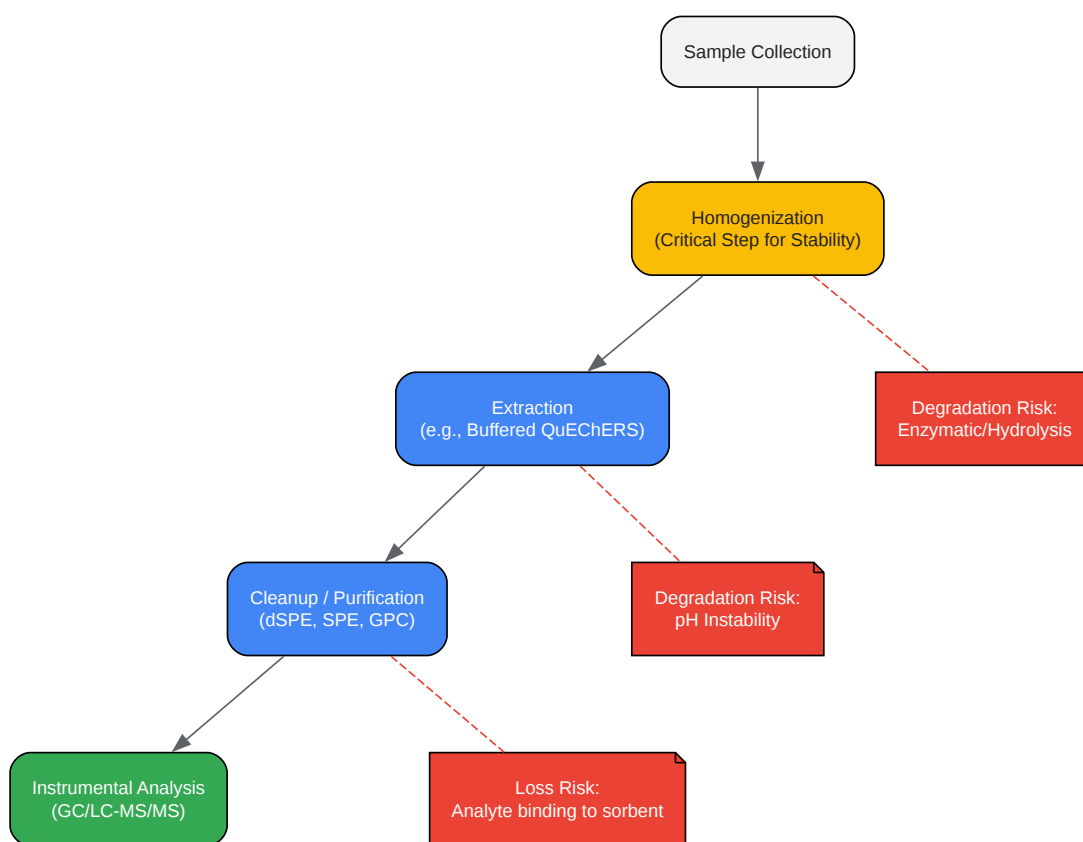 Sample Collection
Homogenization
(Critical Step for Stability)
Extraction
(e.g., Buffered QuEChERS)
Degradation Risk:
Enzymatic/Hydrolysis
Cleanup / Purification
(dSPE, SPE, GPC)
Degradation Risk:
pH Instability
Instrumental Analysis
(GC/LC-MS/MS)
Loss Risk:
Analyte binding to sorbent